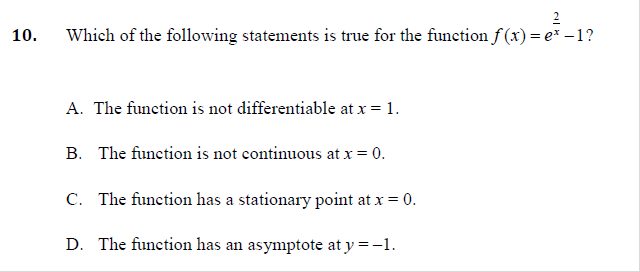 10. Which of the following statements is true for the function f(x) = e^(2/x) – 1?
A. The function is not differentiable at x = 1.
B. The function is not continuous at x = 0.
C. The function has a stationary point at x = 0.
D. The function has an asymptote at y = –1.